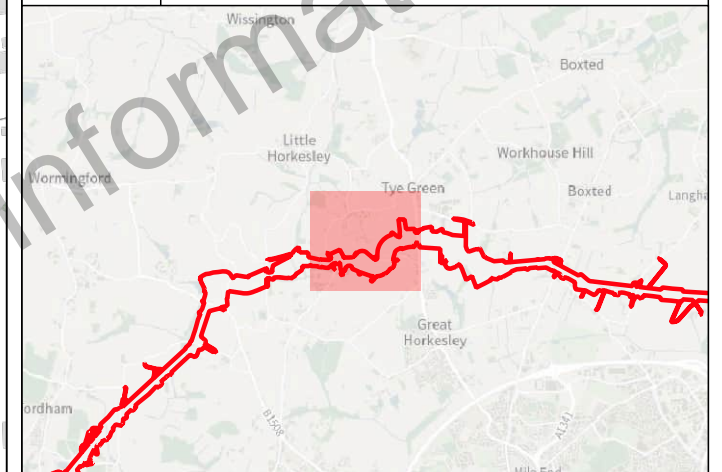 Wissington
Boxted
Little
Horkesley
Workhouse Hill
Wormingford
Tye Green
Boxted
Langha
Great
Horkesley
ordham
B1508
A1341
Mile End
Informat